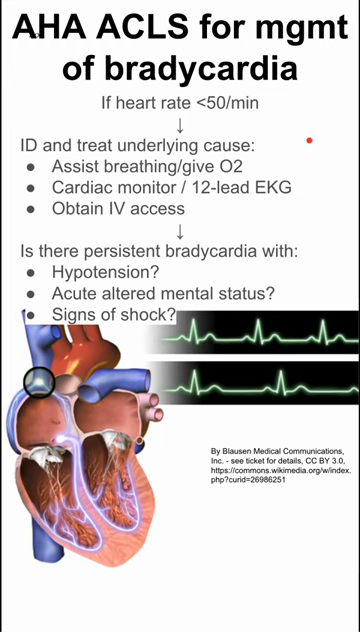 AHA ACLS for mgmt
of bradycardia
If heart rate <50/min
↓
ID and treat underlying cause:
● Assist breathing/give O2
● Cardiac monitor / 12-lead EKG
● Obtain IV access
↓
Is there persistent bradycardia with:
● Hypotension?
● Acute altered mental status?
● Signs of shock?
By Blausen Medical Communications,
Inc. - see ticket for details, CC BY 3.0,
https://commons.wikimedia.org/w/index.
php?curid=26986251